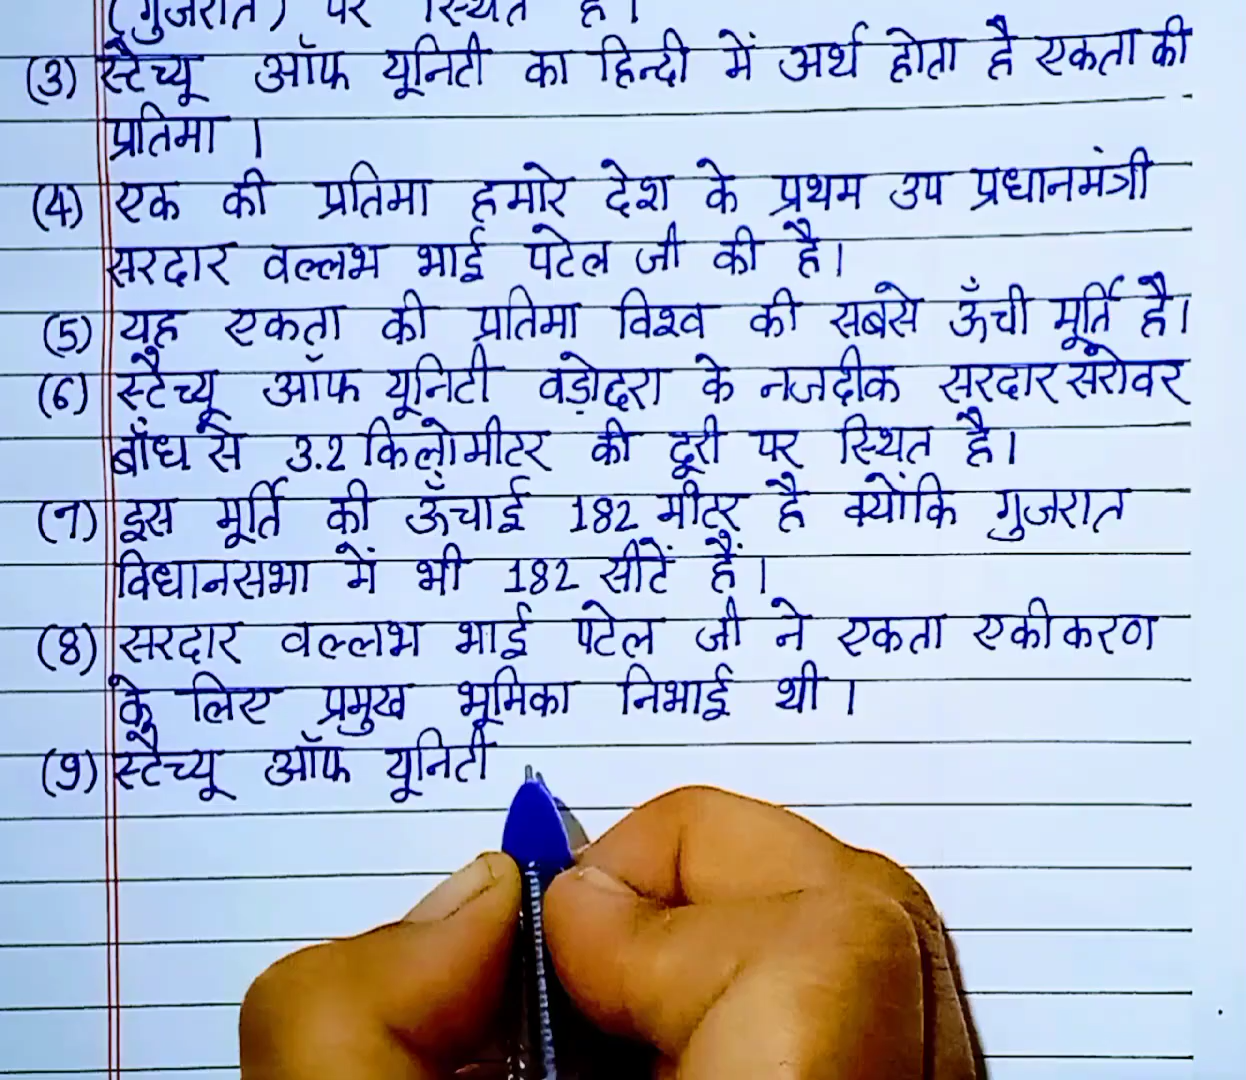 (गुजरात) पर स्थित है।
(3) स्टैच्यू ऑफ यूनिटी का हिन्दी में अर्थ होता है एकता की
प्रतिमा ।
(4) एक की प्रतिमा हमारे देश के प्रथम उप प्रधानमंत्री
सरदार वल्लभ भाई पटेल जी की है।
(5) यह एकता की प्रतिमा विश्व की सबसे ऊँची मूर्ति है।
(6) स्टैच्यू ऑफ यूनिटी वड़ोदरा के नजदीक सरदार सरोवर
बाँध से 3.2 किलोमीटर की दूरी पर स्थित है।
(7) इस मूर्ति की ऊँचाई 182 मीटर है क्योंकि गुजरात
विधानसभा में भी 182 सीटें हैं।
(8) सरदार वल्लभ भाई पटेल जी ने एकता एकीकरण
के लिए प्रमुख भूमिका निभाई थी ।
(9) स्टैच्यू ऑफ यूनिटी